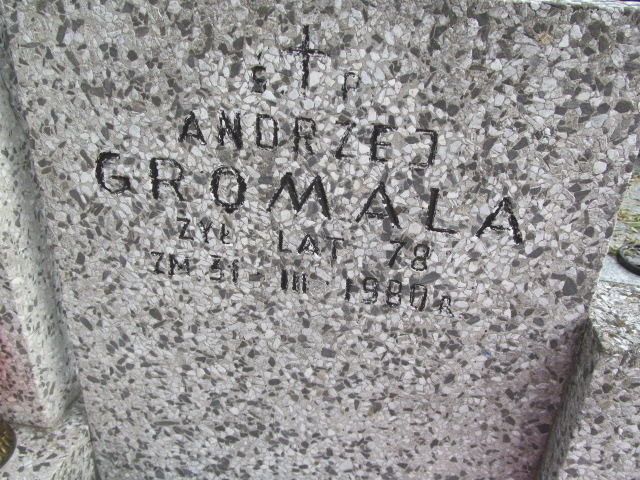 Ś. P.
ANDRZEJ
GROMALA
ŻYŁ LAT 78
ZM 31-III 1980 R